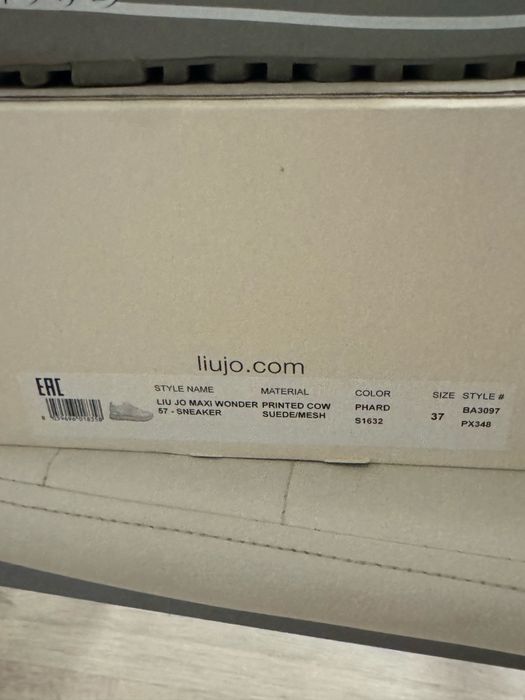 liujo.com
EAC
STYLE NAME MATERIAL COLOR SIZE STYLE #
LIU JO MAXI WONDER PRINTED COW PHARD 37 BA3097
57 - SNEAKER SUEDE/MESH S1632 PX348